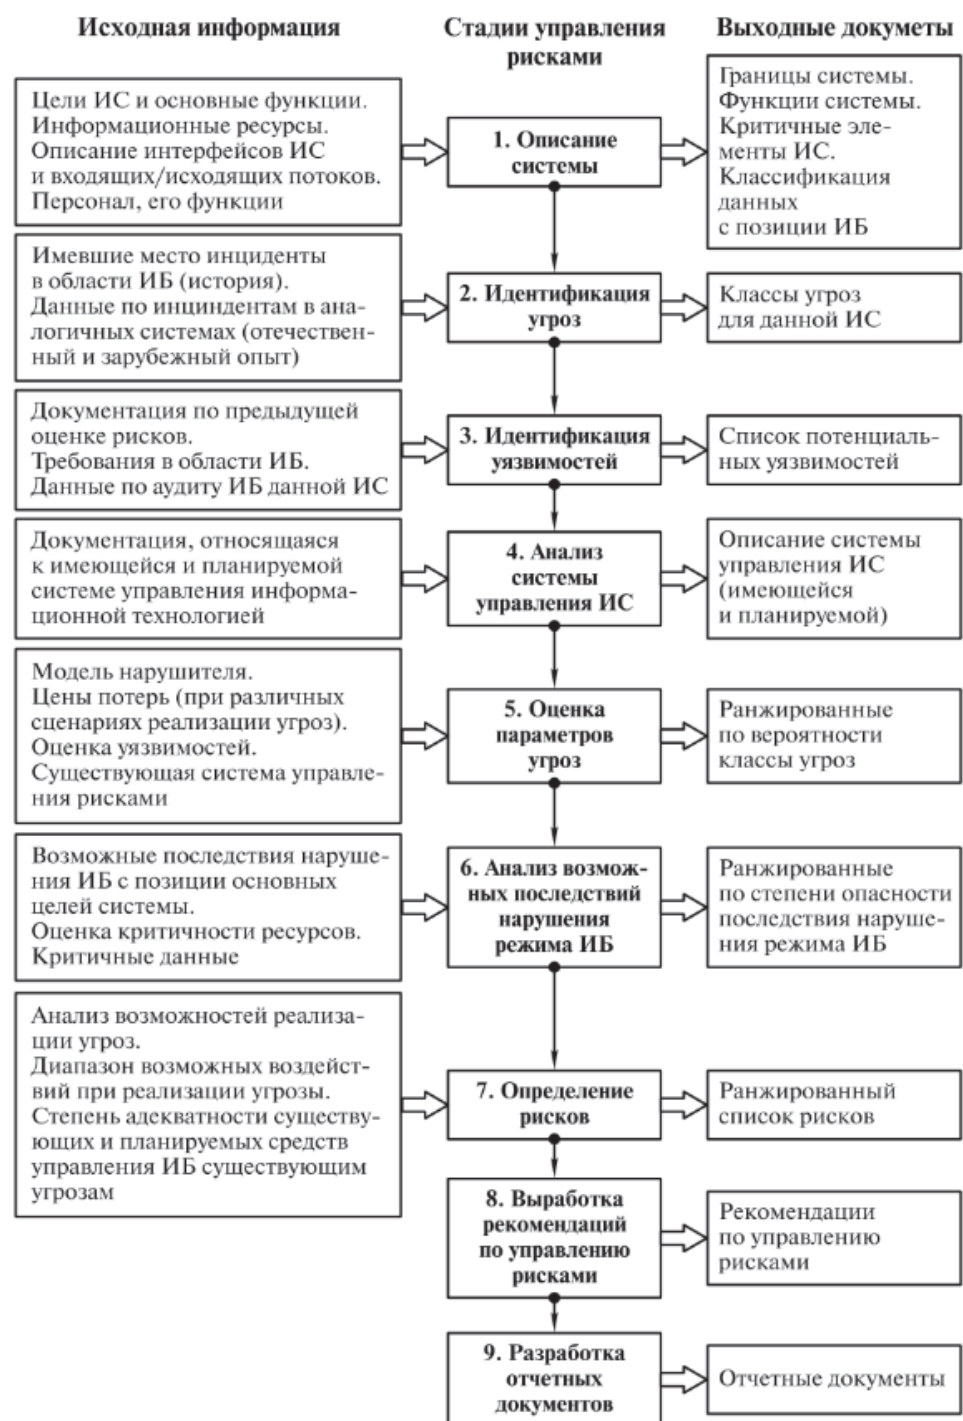 Исходная информация
Стадии управления
рисками
Выходные докуметы
Цели ИС и основные функции.
Информационные ресурсы.
Описание интерфейсов ИС
и входящих/исходящих потоков.
Персонал, его функции
1. Описание
системы
Границы системы.
Функции системы.
Критичные эле-
менты ИС.
Классификация
данных
с позиции ИБ
Имевшие место инциденты
в области ИБ (история).
Данные по инциндентам в ана-
логичных системах (отечествен-
ный и зарубежный опыт)
2. Идентификация
угроз
Классы угроз
для данной ИС
Документация по предыдущей
оценке рисков.
Требования в области ИБ.
Данные по аудиту ИБ данной ИС
3. Идентификация
уязвимостей
Список потенциаль-
ных уязвимостей
Документация, относящаяся
к имеющейся и планируемой
системе управления информа-
ционной технологией
4. Анализ
системы
управления ИС
Описание системы
управления ИС
(имеющейся
и планируемой)
Модель нарушителя.
Цены потерь (при различных
сценариях реализации угроз).
Оценка уязвимостей.
Существующая система управле-
ния рисками
5. Оценка
параметров
угроз
Ранжированные
по вероятности
классы угроз
Возможные последствия наруше-
ния ИБ с позиции основных
целей системы.
Оценка критичности ресурсов.
Критичные данные
6. Анализ возмож-
ных последствий
нарушения
режима ИБ
Ранжированные
по степени опасности
последствия наруше-
ния режима ИБ
Анализ возможностей реализа-
ции угроз.
Диапазон возможных воздейст-
вий при реализации угрозы.
Степень адекватности существу-
ющих и планируемых средств
управления ИБ существующим
угрозам
7. Определение
рисков
Ранжированный
список рисков
8. Выработка
рекомендаций
по управлению
рисками
Рекомендации
по управлению
рисками
9. Разработка
отчетных
документов
Отчетные документы